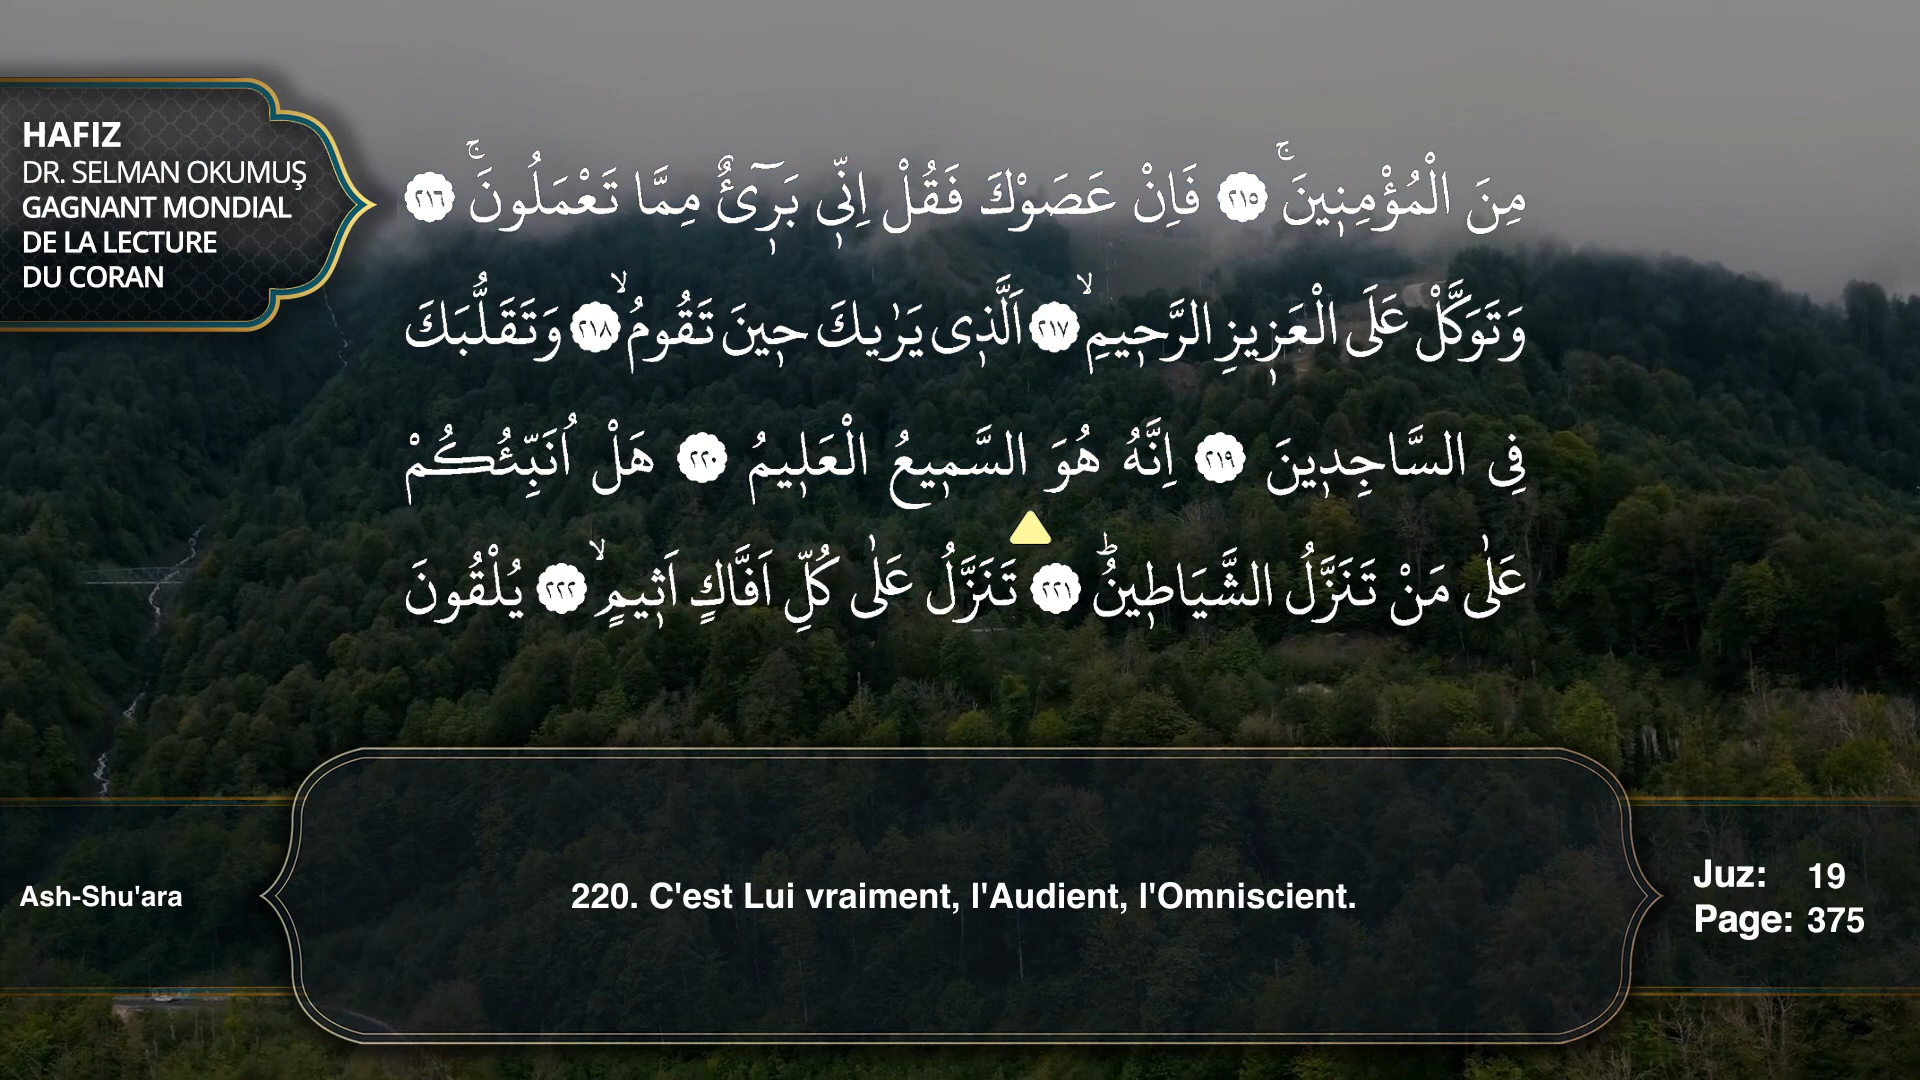 HAFIZ
DR. SELMAN OKUMUŞ
GAGNANT MONDIAL
DE LA LECTURE
DU CORAN
مِنَ الْمُؤْمِنٖينَۚ ﴿٢١٥﴾ فَاِنْ عَصَوْكَ فَقُلْ اِنّٖى بَرٖٓىءٌ مِمَّا تَعْمَلُونَۚ ﴿٢١٦﴾
وَتَوَكَّلْ عَلَى الْعَزٖيزِ الرَّحٖيمِۙ ﴿٢١٧﴾ اَلَّذٖى يَرٰيكَ حٖينَ تَقُومُۙ ﴿٢١٨﴾ وَتَقَلُّبَكَ
فِى السَّاجِدٖينَ ﴿٢١٩﴾ اِنَّهُ هُوَ السَّمٖيعُ الْعَلٖيمُ ﴿٢٢٠﴾ هَلْ اُنَبِّئُكُمْ
عَلٰى مَنْ تَنَزَّلُ الشَّيَاطٖينُؕ ﴿٢٢١﴾ تَنَزَّلُ عَلٰى كُلِّ اَفَّاكٍ اَثٖيمٍۙ ﴿٢٢٢﴾ يُلْقُونَ
Ash-Shu'ara
220. C'est Lui vraiment, l'Audient, l'Omniscient.
Juz: 19
Page: 375